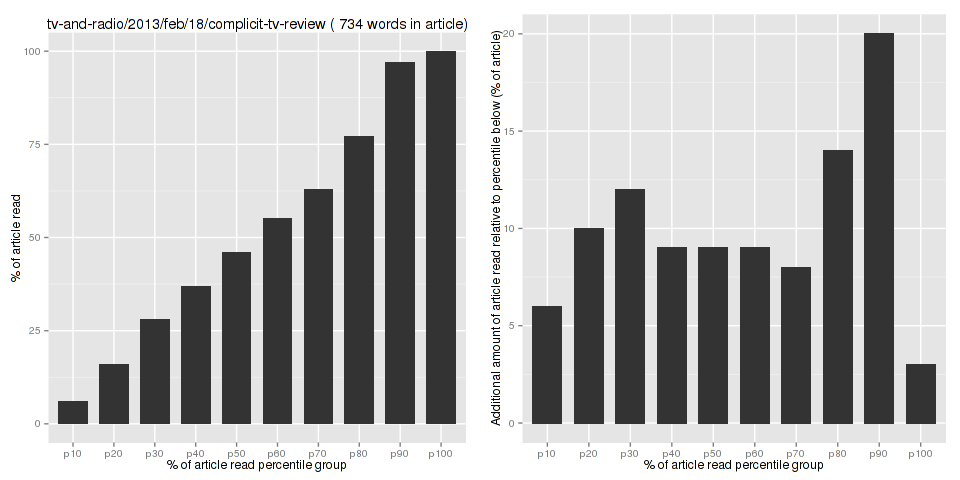 tv-and-radio/2013/feb/18/complicit-tv-review ( 734 words in article)
% of article read
100
75
50
25
0
p10 p20 p30 p40 p50 p60 p70 p80 p90 p100
% of article read percentile group
Additional amount of article read relative to percentile below (% of article)
20
15
10
5
0
p10 p20 p30 p40 p50 p60 p70 p80 p90 p100
% of article read percentile group